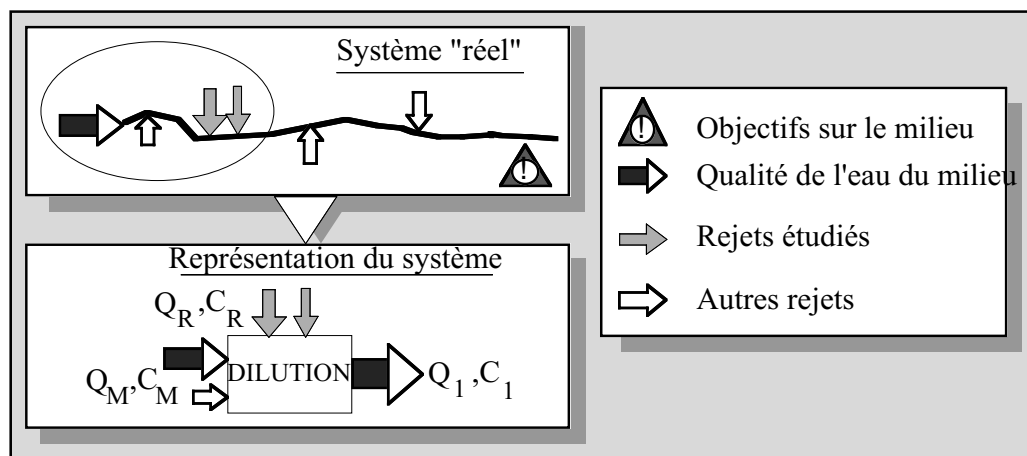 Système "réel"
! Objectifs sur le milieu
Qualité de l'eau du milieu
Rejets étudiés
Autres rejets
!
Représentation du système
Q_R,C_R
Q_M,C_M
DILUTION
Q_1,C_1